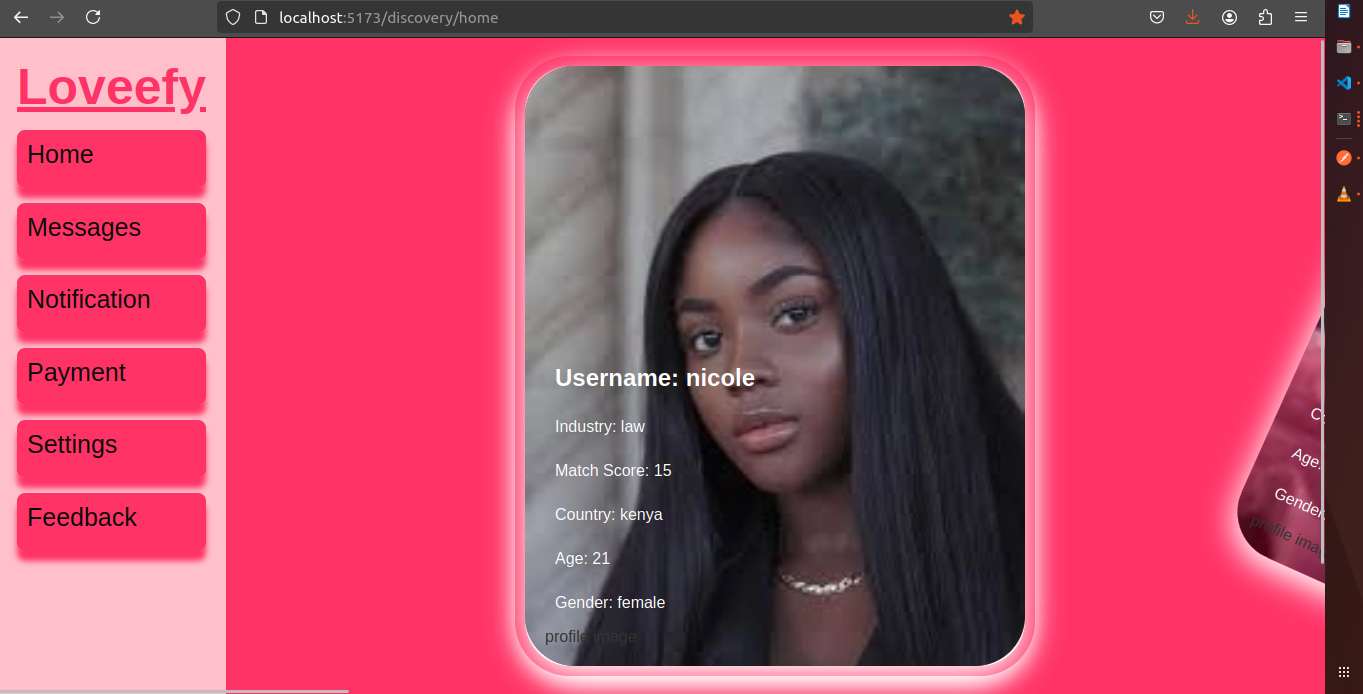 localhost:5173/discovery/home
Loveefy
Home
Messages
Notification
Payment
Settings
Feedback
Username: nicole
Industry: law
Match Score: 15
Country: kenya
Age: 21
Gender: female
profile image
Age:
Gender:
profile